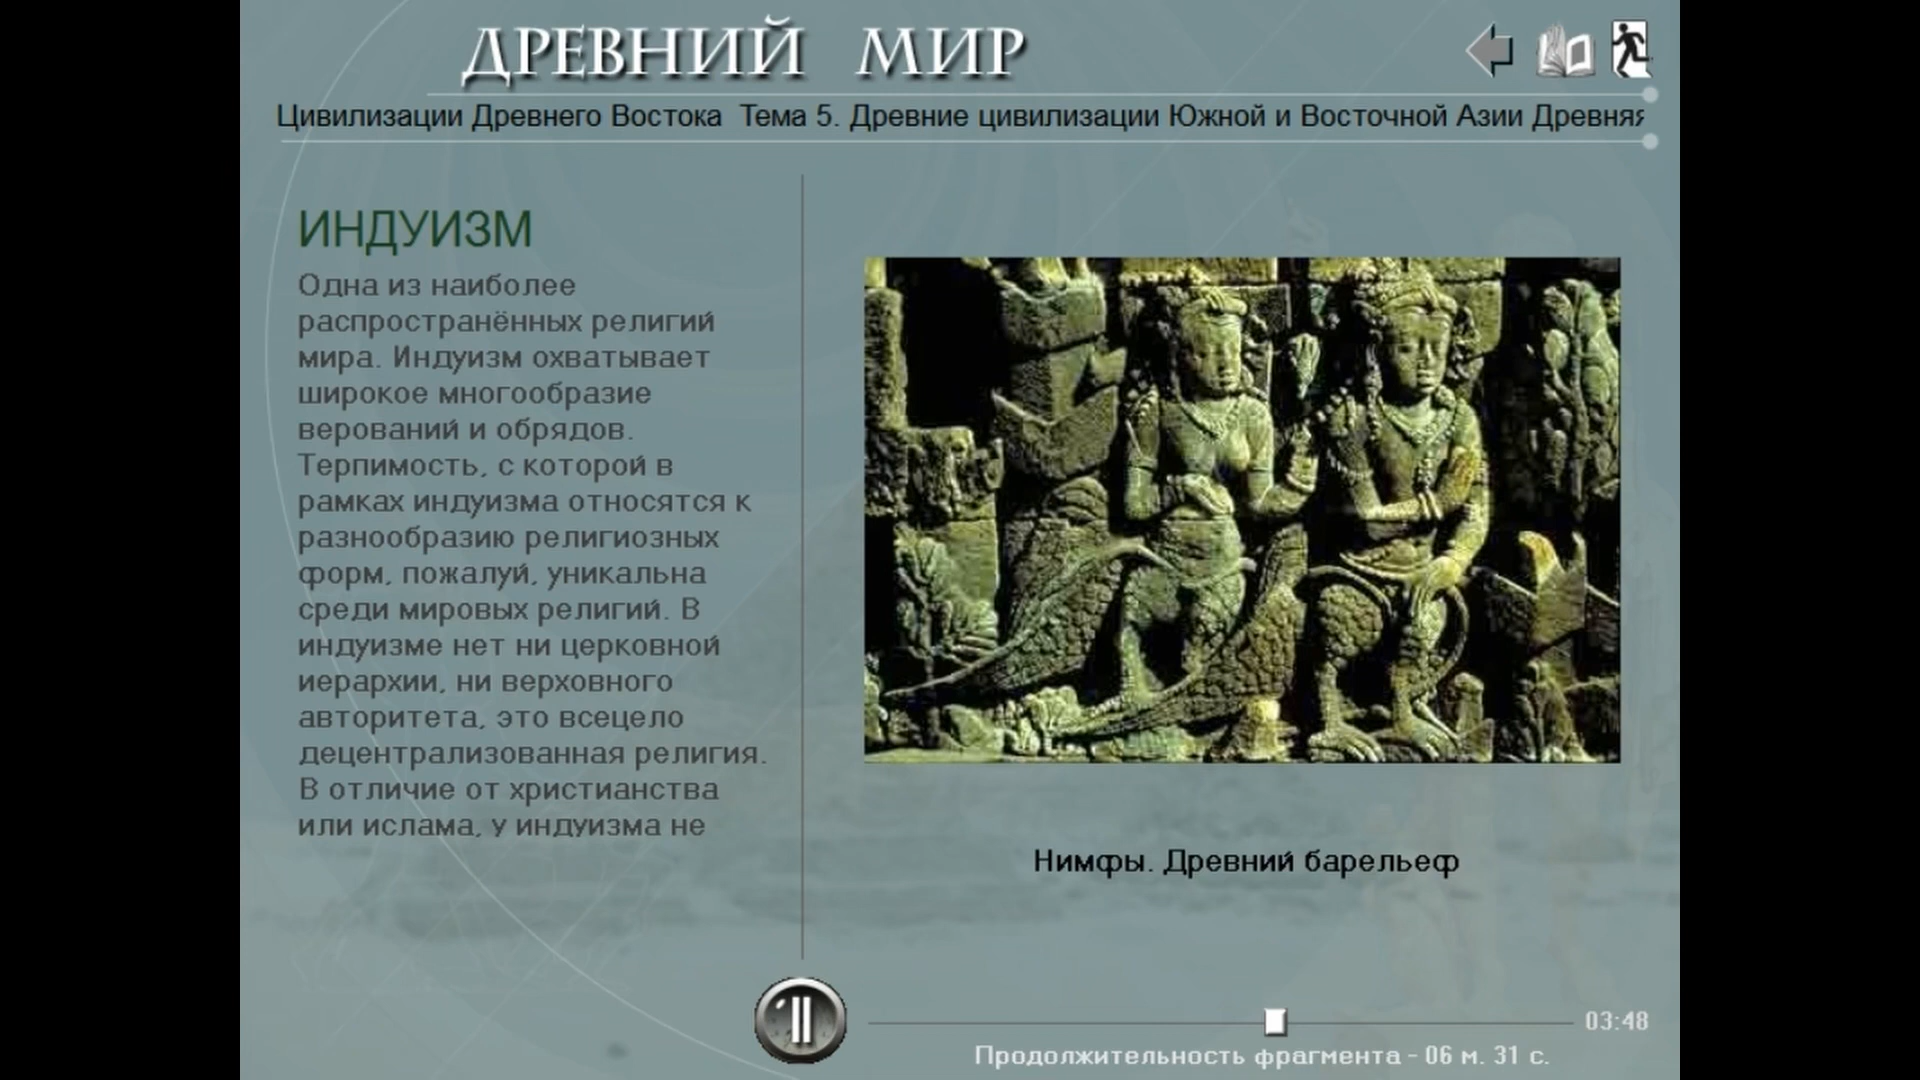 ДРЕВНИЙ МИР
Цивилизации Древнего Востока Тема 5. Древние цивилизации Южной и Восточной Азии Древняя
ИНДУИЗМ
Одна из наиболее
распространённых религий
мира. Индуизм охватывает
широкое многообразие
верований и обрядов.
Терпимость, с которой в
рамках индуизма относятся к
разнообразию религиозных
форм, пожалуй, уникальна
среди мировых религий. В
индуизме нет ни церковной
иерархии, ни верховного
авторитета, это всецело
децентрализованная религия.
В отличие от христианства
или ислама, у индуизма не
Нимфы. Древний барельеф
03:48
Продолжительность фрагмента - 06 м. 31 с.